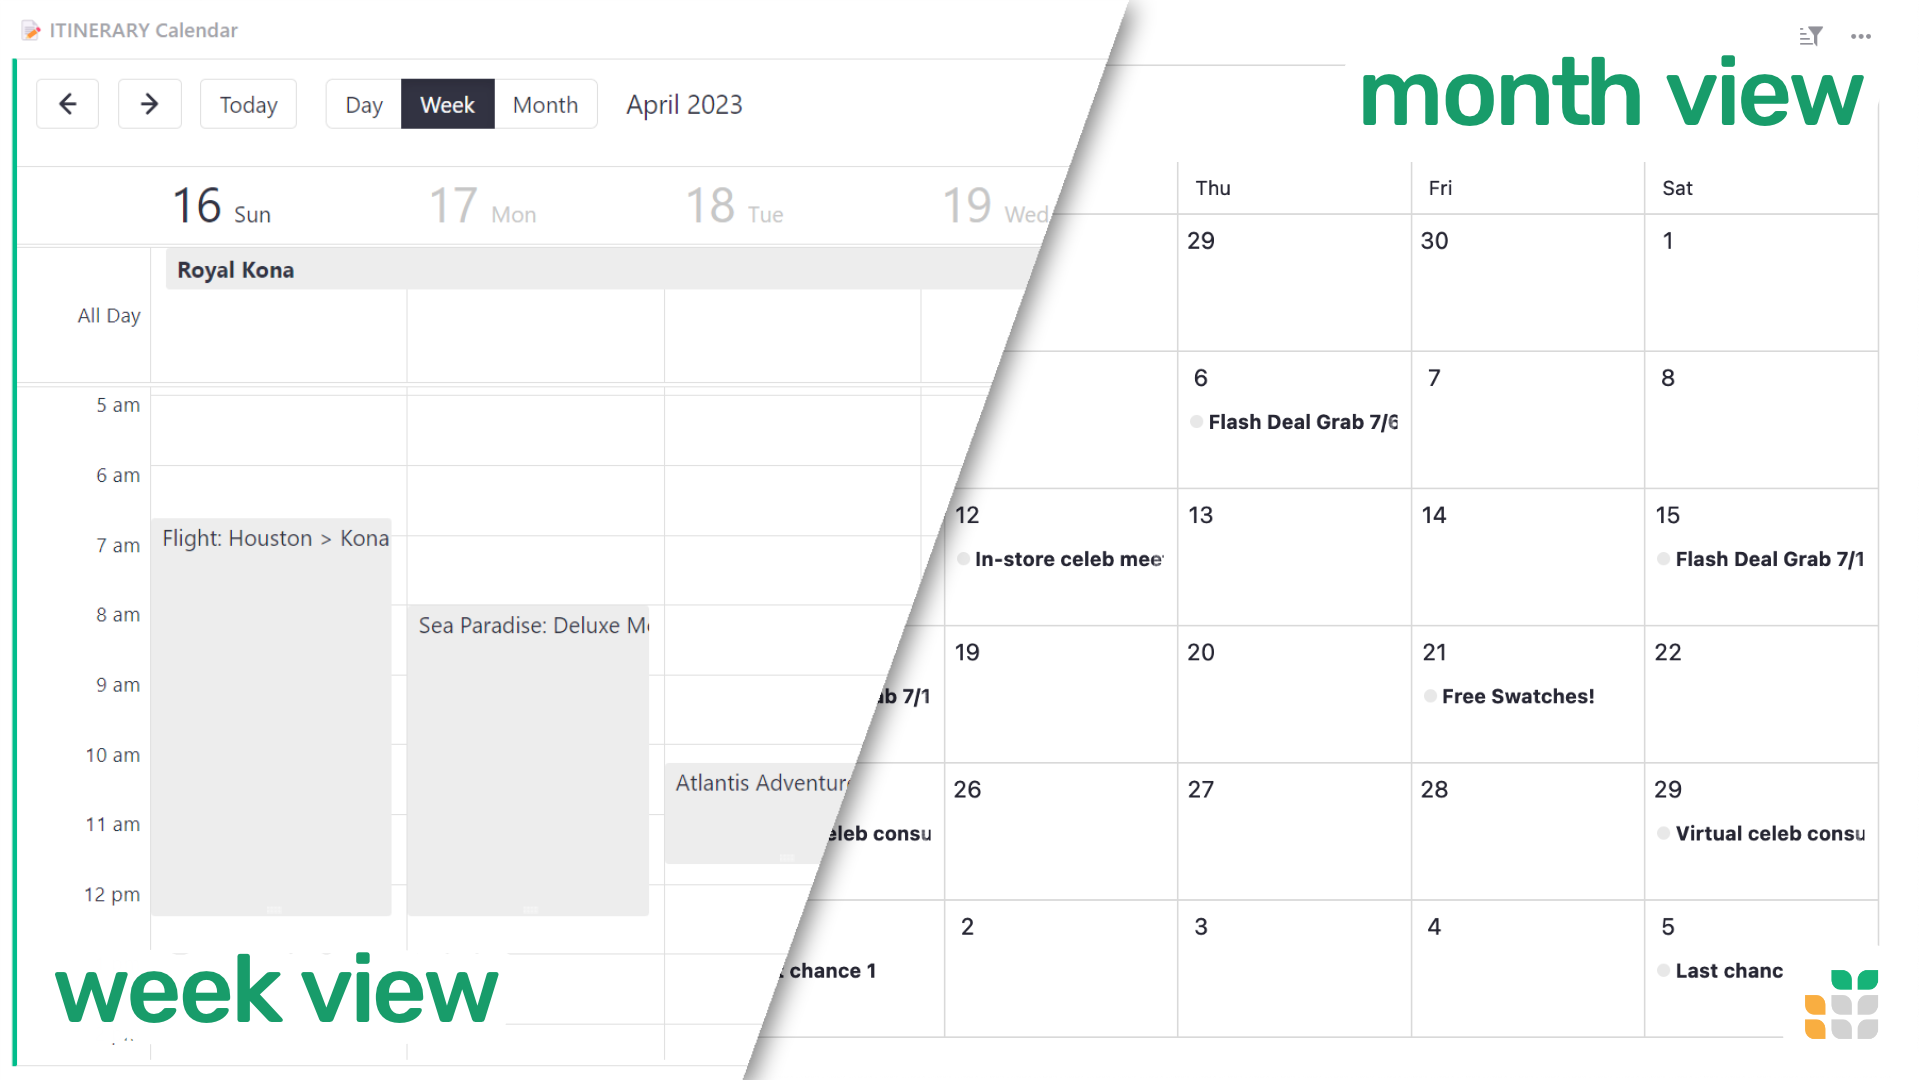 ITINERARY Calendar
Today
Day Week Month
April 2023
16 Sun
17 Mon
18 Tue
19 Wed
Royal Kona
All Day
5 am
6 am
7 am
8 am
9 am
10 am
11 am
12 pm
Flight: Houston > Kona
Sea Paradise: Deluxe M
Atlantis Adventur
week view
month view
Thu Fri Sat
29 30 1
6 7 8
Flash Deal Grab 7/6
12 13 14 15
In-store celeb mee
Flash Deal Grab 7/1
19 20 21 22
ab 7/1
Free Swatches!
26 27 28 29
eleb consu
Virtual celeb consu
2 3 4 5
chance 1
Last chanc